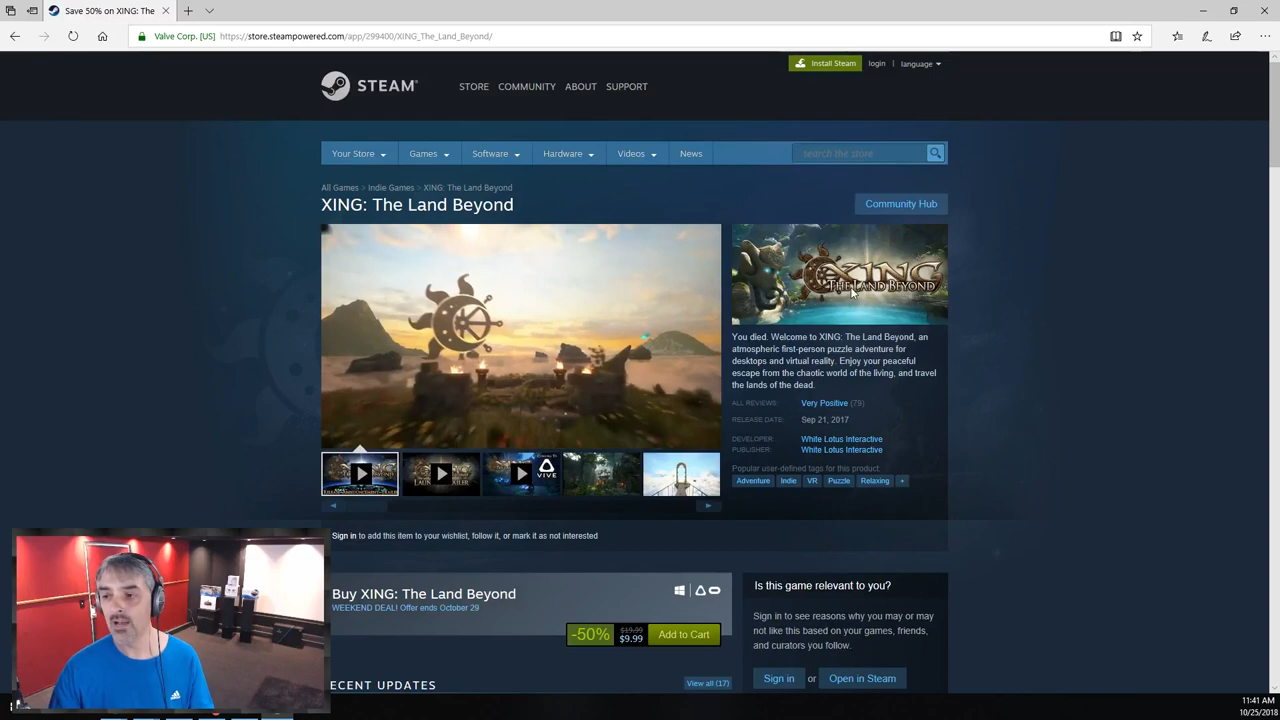 Save 50% on XING: The
Valve Corp. [US] https://store.steampowered.com/app/299400/XING_The_Land_Beyond/
Install Steam login | language
STEAM® STORE COMMUNITY ABOUT SUPPORT
Your Store Games Software Hardware Videos News search the store
All Games > Indie Games > XING: The Land Beyond
XING: The Land Beyond
Community Hub
XING
THE LAND BEYOND
You died. Welcome to XING: The Land Beyond, an
atmospheric first-person puzzle adventure for
desktops and virtual reality. Enjoy your peaceful
escape from the chaotic world of the living, and travel
the lands of the dead.
ALL REVIEWS: Very Positive (79)
RELEASE DATE: Sep 21, 2017
DEVELOPER: White Lotus Interactive
PUBLISHER: White Lotus Interactive
Popular user-defined tags for this product:
Adventure Indie VR Puzzle Relaxing +
VIVE
Sign in to add this item to your wishlist, follow it, or mark it as not interested
Buy XING: The Land Beyond
WEEKEND DEAL! Offer ends October 29
-50% $19.99 $9.99 Add to Cart
Is this game relevant to you?
Sign in to see reasons why you may or
may not like this based on your games, friends,
and curators you follow.
Sign in or Open in Steam
ECENT UPDATES View all (17)
11:41 AM
10/25/2018